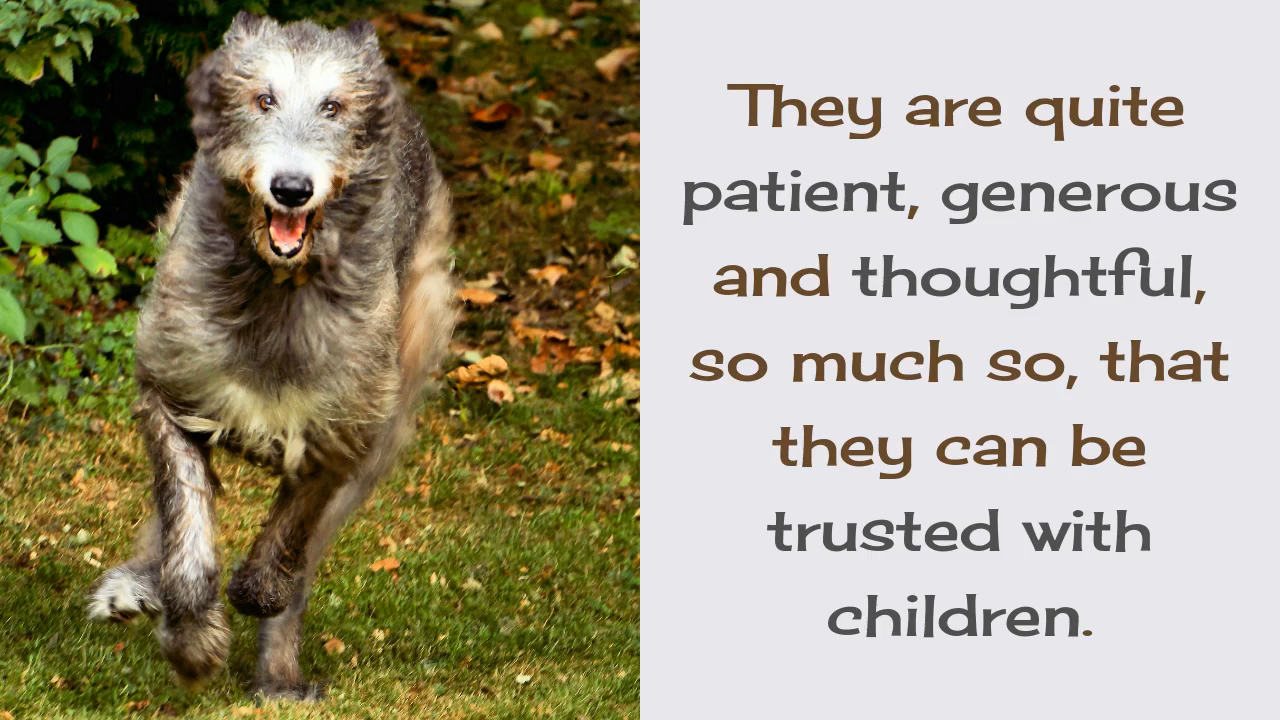 They are quite
patient, generous
and thoughtful,
so much so, that
they can be
trusted with
children.